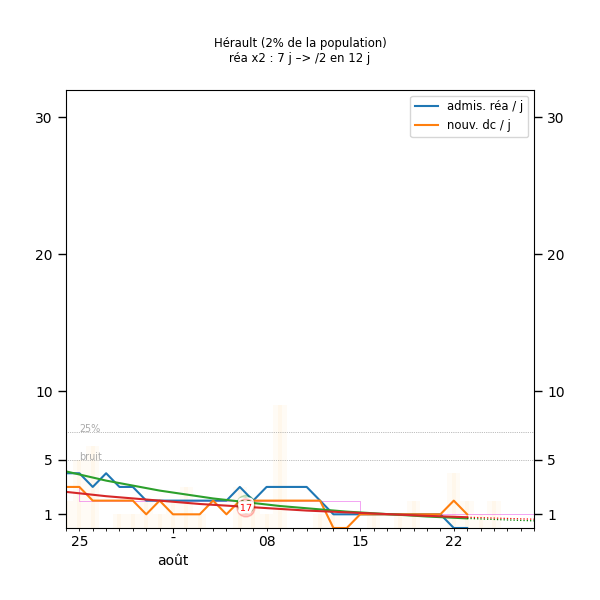 Hérault (2% de la population)
réa x2 : 7 j –> /2 en 12 j
admis. réa / j
nouv. dc / j
30
30
20
20
10
10
25%
5
bruit
5
17
1
1
25
-
08
15
22
août